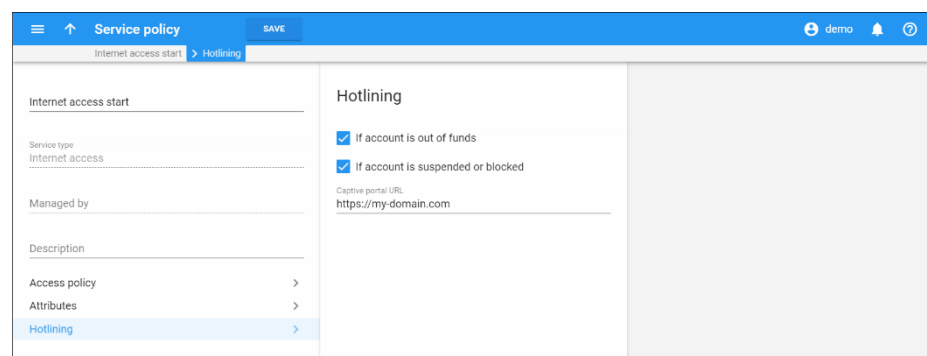 Service policy
SAVE
demo
Internet access start
Hotlining
Internet access start
Service type
Internet access
Managed by
Description
Access policy
Attributes
Hotlining
Hotlining
If account is out of funds
If account is suspended or blocked
Captive portal URL
https://my-domain.com